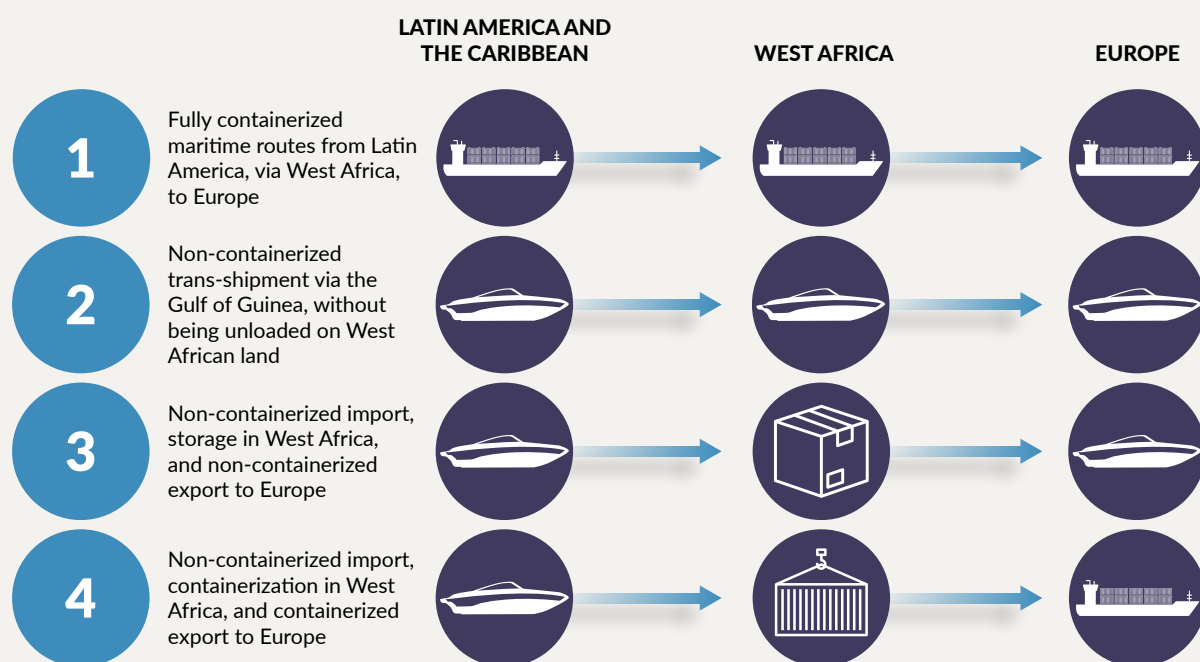 LATIN AMERICA AND
THE CARIBBEAN
WEST AFRICA
EUROPE
1
Fully containerized
maritime routes from Latin
America, via West Africa,
to Europe
2
Non-containerized
trans-shipment via the
Gulf of Guinea, without
being unloaded on West
African land
3
Non-containerized import,
storage in West Africa,
and non-containerized
export to Europe
4
Non-containerized import,
containerization in West
Africa, and containerized
export to Europe